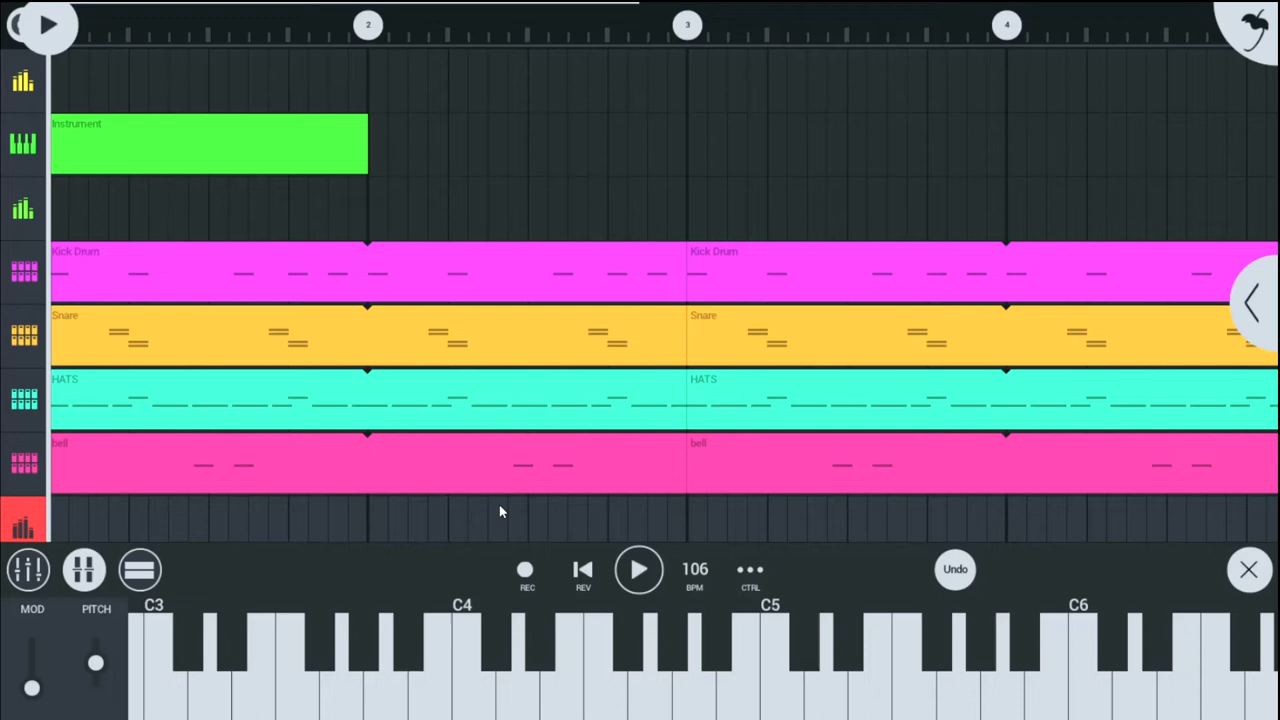 2 3 4
Instrument
Kick Drum Kick Drum
Snare Snare
HATS HATS
bell bell
106 Undo
REC REV BPM CTRL
MOD PITCH C3 C4 C5 C6